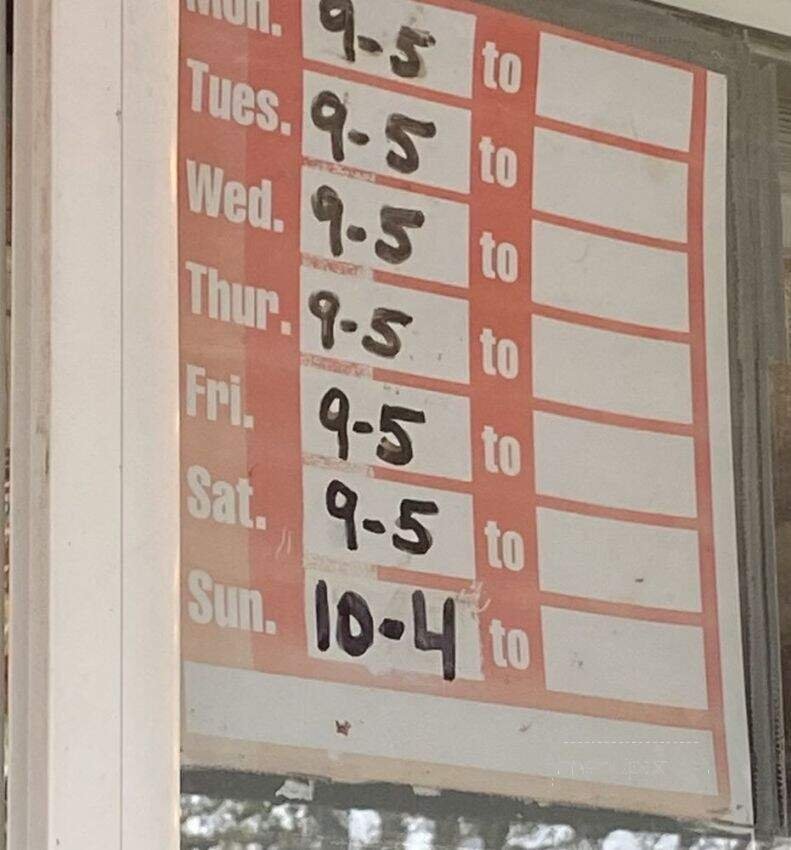 Mon. 9-5 to
Tues. 9-5 to
Wed. 9-5 to
Thur. 9-5 to
Fri. 9-5 to
Sat. 9-5 to
Sun. 10-4 to